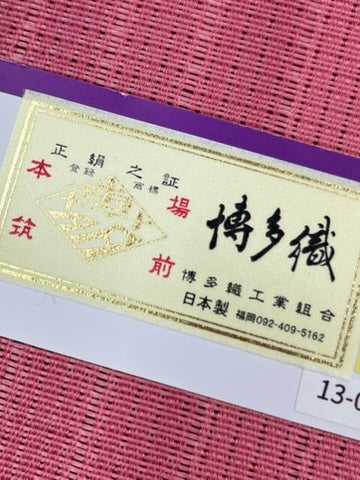 正絹之証
登録 商標
本場
筑前
博多織
博多織工業組合
日本製 福岡092-409-5162
13-0